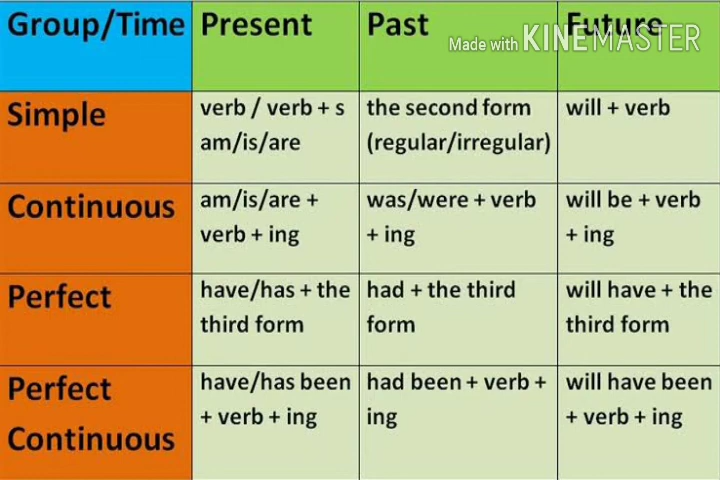 Group/Time Present Past Future
Made with KINEMASTER
Simple
verb / verb + s
am/is/are
the second form
(regular/irregular)
will + verb
Continuous
am/is/are +
verb + ing
was/were + verb
+ ing
will be + verb
+ ing
Perfect
have/has + the
third form
had + the third
form
will have + the
third form
Perfect
Continuous
have/has been
+ verb + ing
had been + verb +
ing
will have been
+ verb + ing